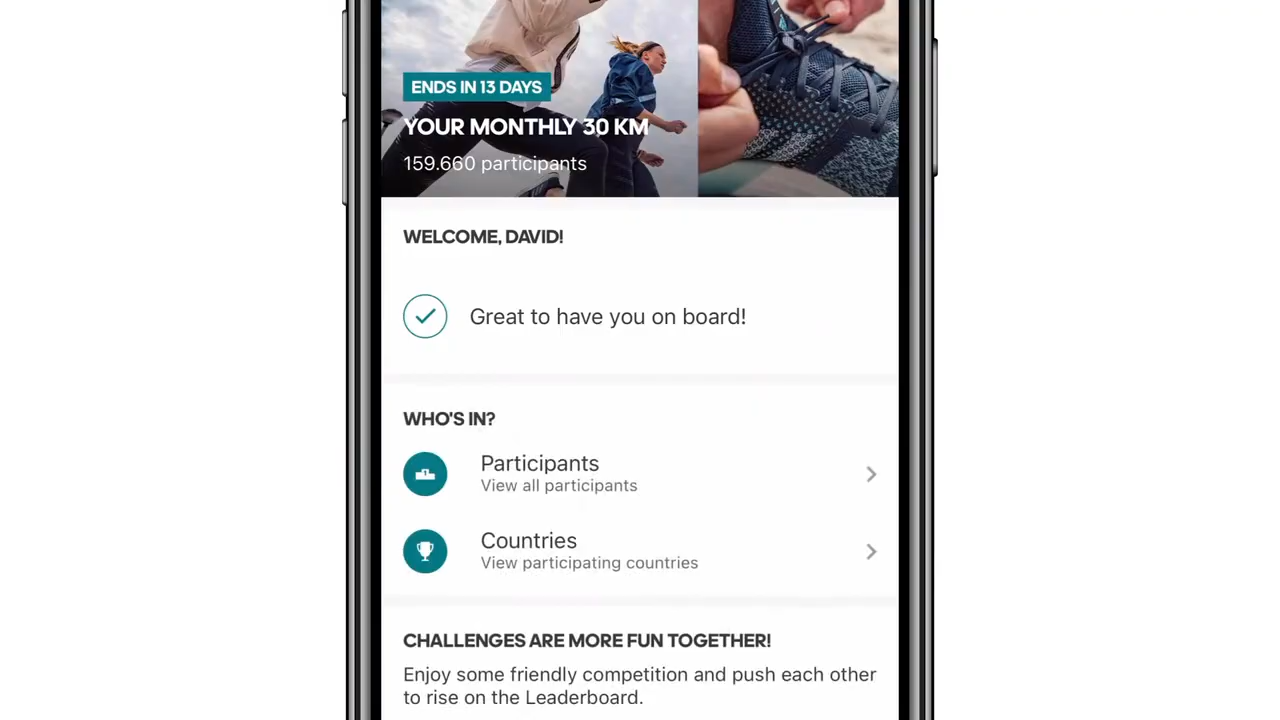 ENDS IN 13 DAYS
YOUR MONTHLY 30 KM
159.660 participants
WELCOME, DAVID!
Great to have you on board!
WHO'S IN?
Participants
View all participants
Countries
View participating countries
CHALLENGES ARE MORE FUN TOGETHER!
Enjoy some friendly competition and push each other
to rise on the Leaderboard.